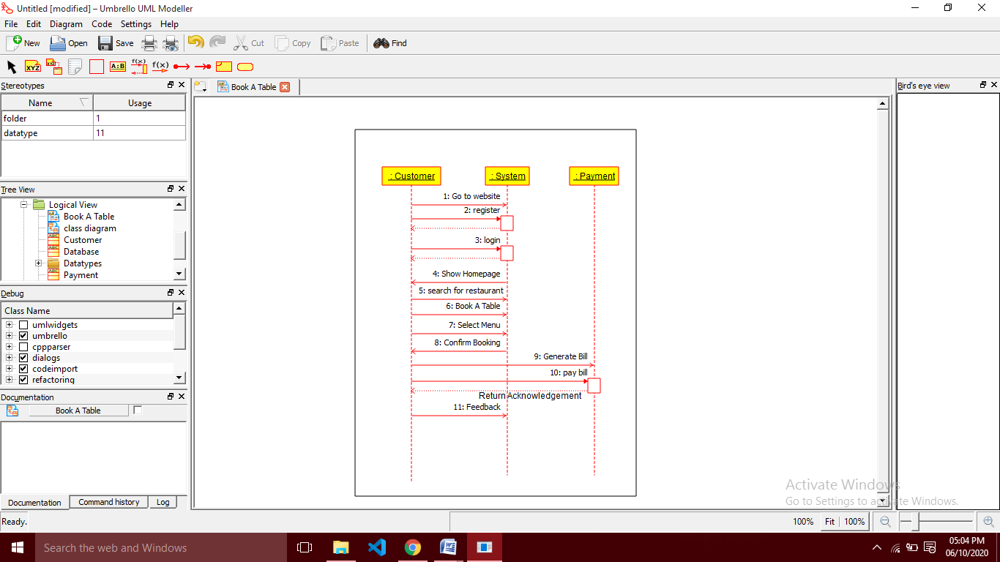 Untitled [modified] – Umbrello UML Modeller
File Edit Diagram Code Settings Help
New Open Save Cut Copy Paste Find
XYZ XYZ A:B f(x) f(x)
Stereotypes
Name Usage
folder 1
datatype 11
Tree View
Logical View
Book A Table
class diagram
Customer
Database
Datatypes
Payment
Debug
Class Name
umlwidgets
umbrello
cppparser
dialogs
codeimport
refactoring
Documentation
Book A Table
Documentation Command history Log
Book A Table
: Customer : System : Payment
1: Go to website
2: register
3: login
4: Show Homepage
5: search for restaurant
6: Book A Table
7: Select Menu
8: Confirm Booking
9: Generate Bill
10: pay bill
Return Acknowledgement
11: Feedback
Bird's eye view
Activate Windows
Go to Settings to activate Windows.
Ready. 100% Fit 100%
Search the web and Windows
05:04 PM
06/10/2020